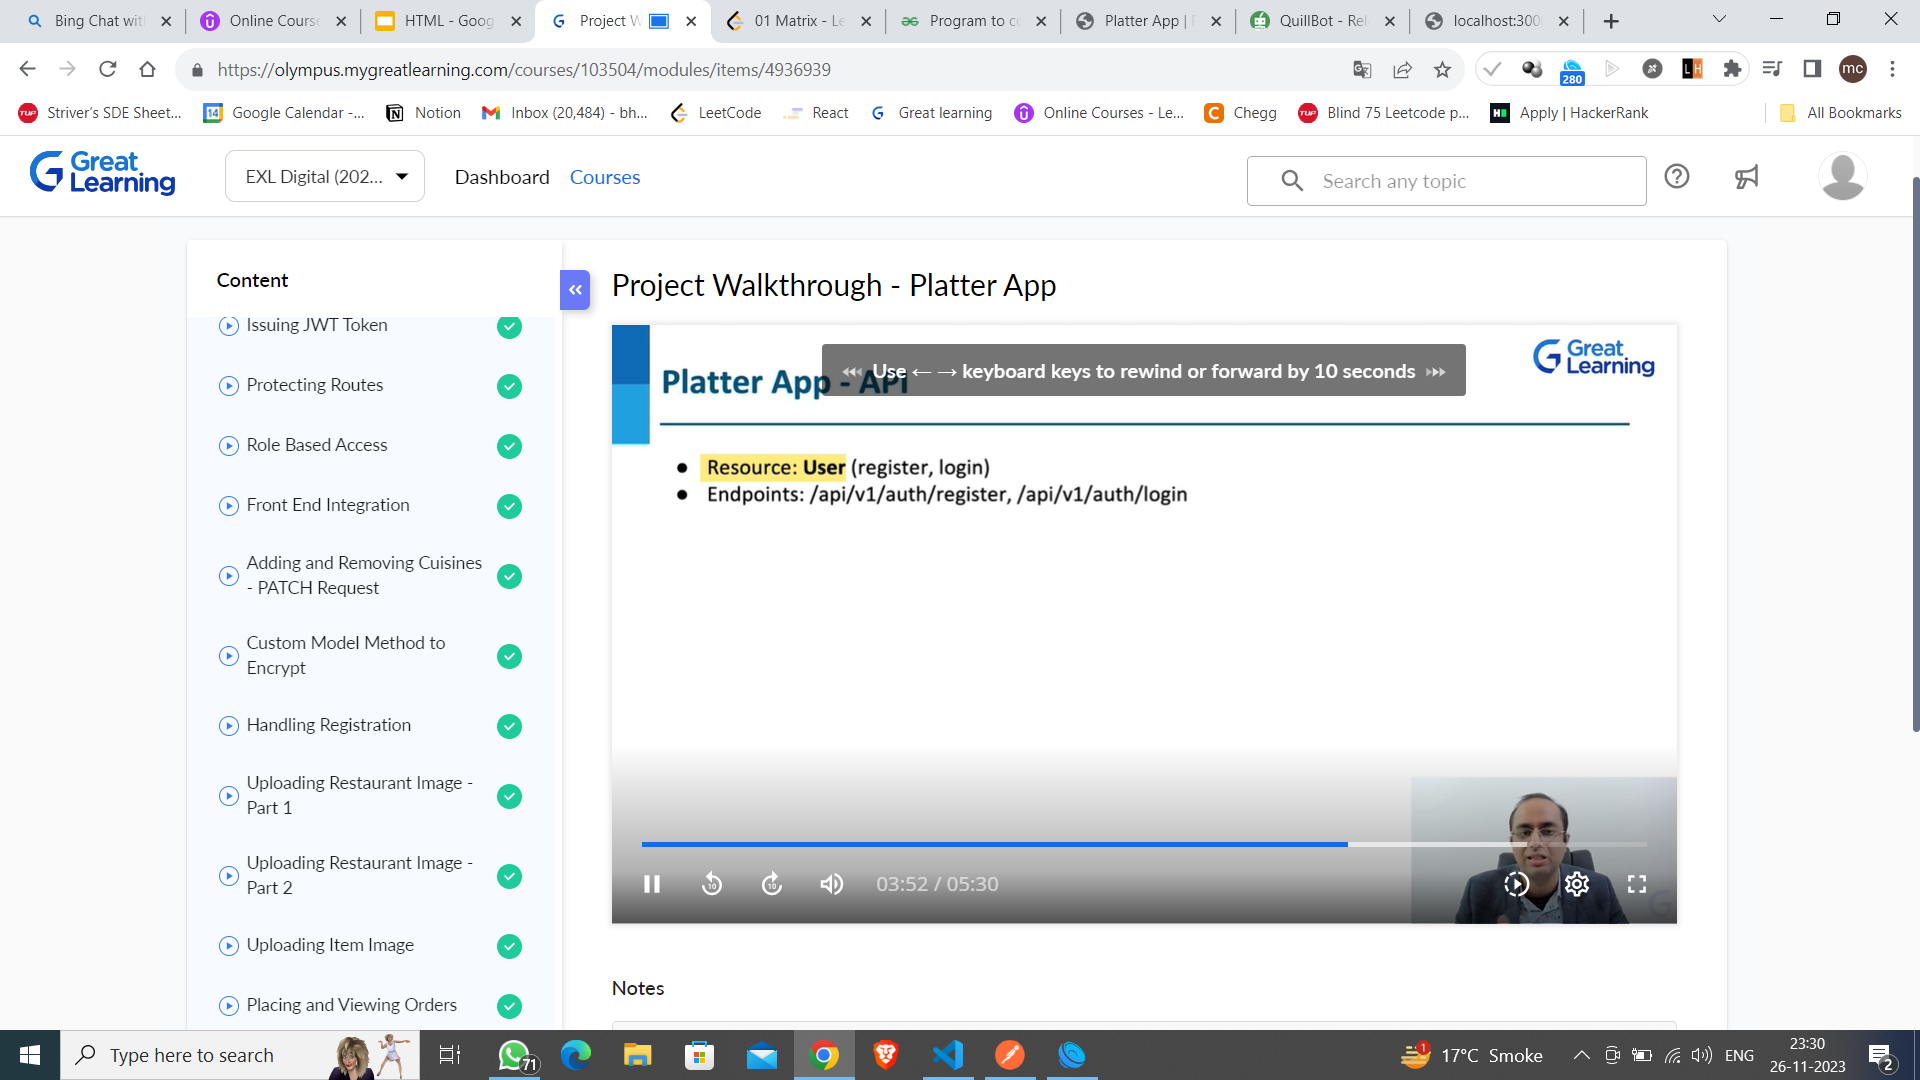 Bing Chat wit
Online Course
HTML - Goog
Project W
01 Matrix - Le
Program to co
Platter App |
QuillBot - Rel
localhost:300
https://olympus.mygreatlearning.com/courses/103504/modules/items/4936939
280
LH
mc
Striver's SDE Sheet...
Google Calendar -...
Notion
Inbox (20,484) - bh...
LeetCode
React
Great learning
Online Courses - Le...
Chegg
Blind 75 Leetcode p...
Apply | HackerRank
All Bookmarks
Great Learning
EXL Digital (202...
Dashboard
Courses
Search any topic
Content
Issuing JWT Token
Protecting Routes
Role Based Access
Front End Integration
Adding and Removing Cuisines
- PATCH Request
Custom Model Method to
Encrypt
Handling Registration
Uploading Restaurant Image -
Part 1
Uploading Restaurant Image -
Part 2
Uploading Item Image
Placing and Viewing Orders
Project Walkthrough - Platter App
Use ← → keyboard keys to rewind or forward by 10 seconds
Great Learning
Platter App - API
● Resource: User (register, login)
● Endpoints: /api/v1/auth/register, /api/v1/auth/login
10
10
03:52 / 05:30
Notes
Type here to search
71
1
17°C Smoke
ENG
23:30
26-11-2023
2